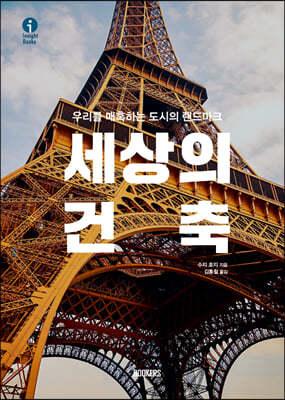 i
Insight
Books
우리를 매혹하는 도시의 랜드마크
세상의
건축
수지 호지 지음
김동철 옮김
BOOKERS